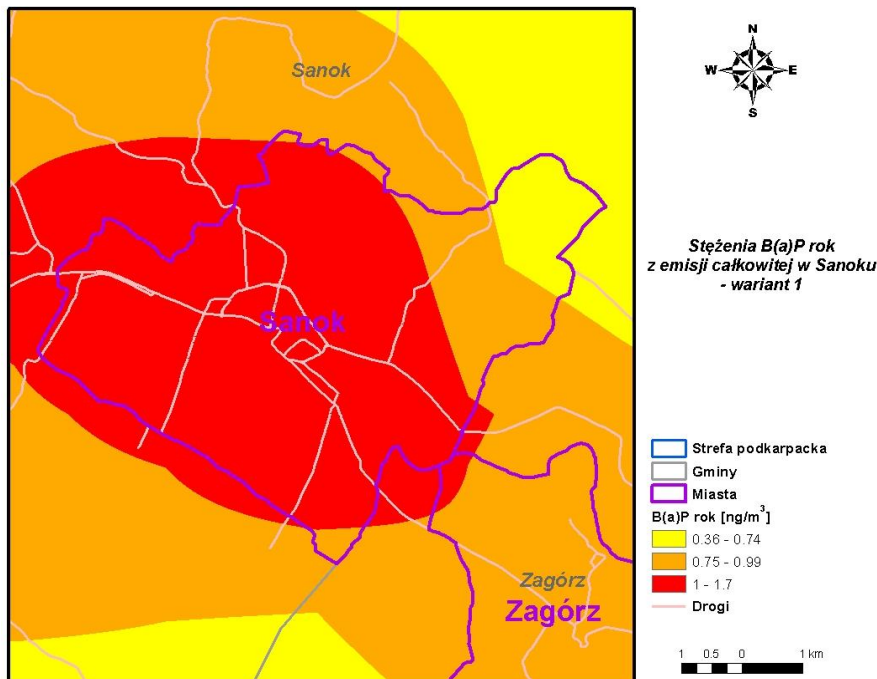 Sanok
Sanok
Zagórz
Zagórz
N
W E
S
Stężenia B(a)P rok
z emisji całkowitej w Sanoku
- wariant 1
Strefa podkarpacka
Gminy
Miasta
B(a)P rok [ng/m³]
0.36 - 0.74
0.75 - 0.99
1 - 1.7
Drogi
1 0.5 0 1 km